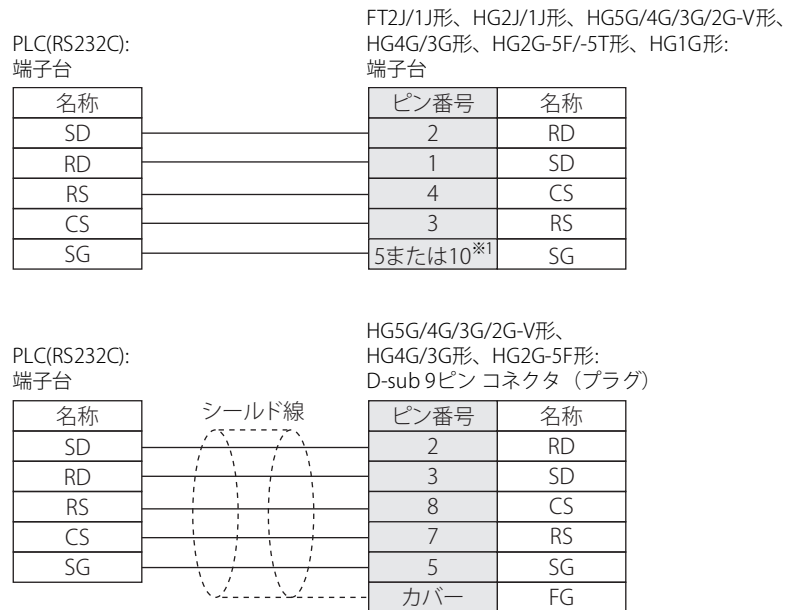 FT2J/1J形、HG2J/1J形、HG5G/4G/3G/2G-V形、
PLC(RS232C):
HG4G/3G形、HG2G-5F/-5T形、HG1G形:
端子台
端子台
名称 ピン番号 名称
SD 2 RD
RD 1 SD
RS 4 CS
CS 3 RS
SG 5または10※1 SG
HG5G/4G/3G/2G-V形、
PLC(RS232C):
HG4G/3G形、HG2G-5F形:
端子台
D-sub 9ピン コネクタ（プラグ）
名称 シールド線 ピン番号 名称
SD 2 RD
RD 3 SD
RS 8 CS
CS 7 RS
SG 5 SG
カバー FG